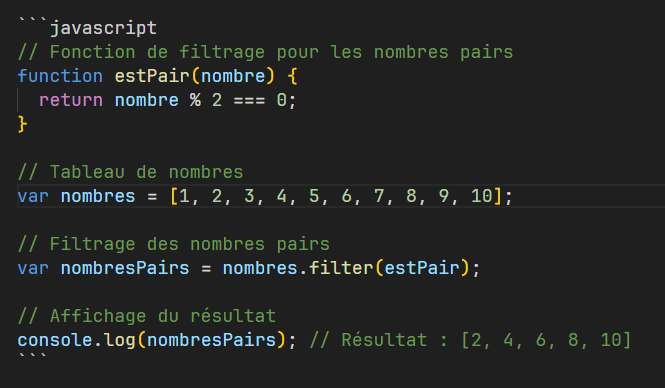 ```javascript
// Fonction de filtrage pour les nombres pairs
function estPair(nombre) {
  return nombre % 2 === 0;
}

// Tableau de nombres
var nombres = [1, 2, 3, 4, 5, 6, 7, 8, 9, 10];

// Filtrage des nombres pairs
var nombresPairs = nombres.filter(estPair);

// Affichage du résultat
console.log(nombresPairs); // Résultat : [2, 4, 6, 8, 10]
```